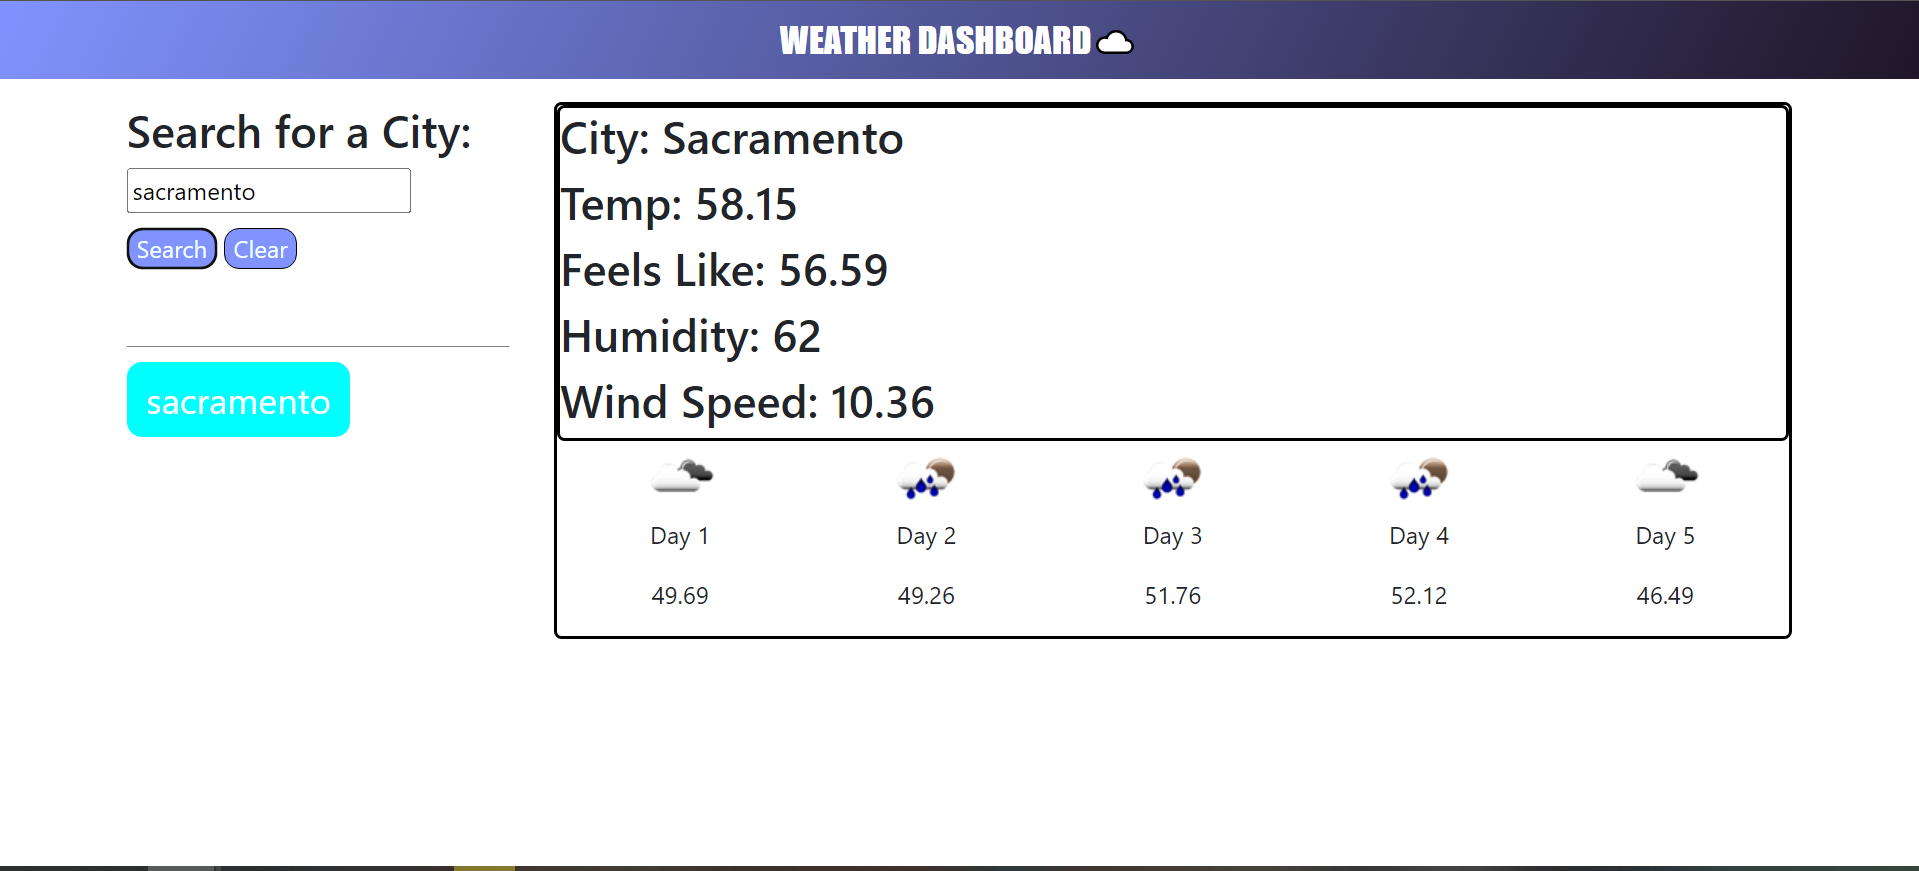 WEATHER DASHBOARD
Search for a City:
sacramento
Search Clear
sacramento
City: Sacramento
Temp: 58.15
Feels Like: 56.59
Humidity: 62
Wind Speed: 10.36
Day 1 Day 2 Day 3 Day 4 Day 5
49.69 49.26 51.76 52.12 46.49